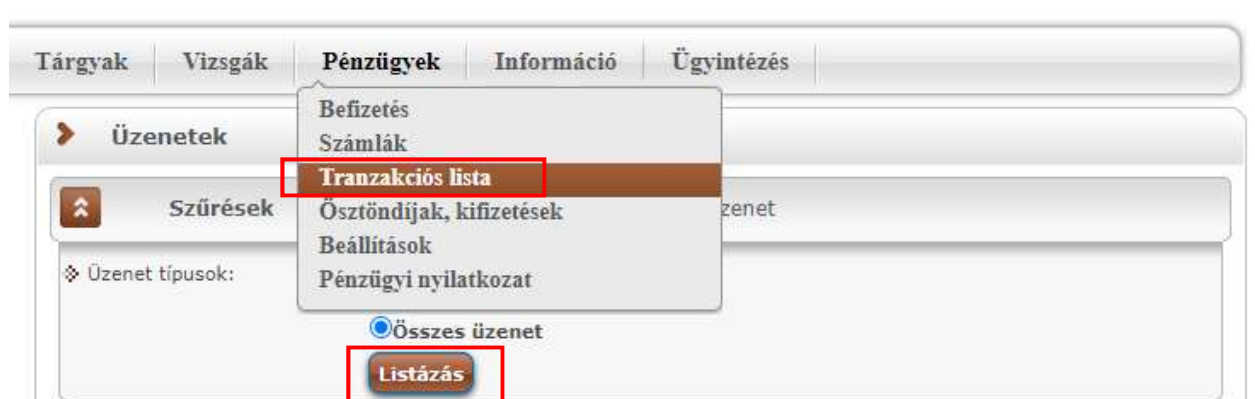 Tárgyak Vizsgák Pénzügyek Információ Ügyintézés
Befizetés
Üzenetek
Számlák
Tranzakciós lista
Szűrések
Ösztöndíjak, kifizetések
zenet
Beállítások
Üzenet típusok:
Pénzügyi nyilatkozat
Összes üzenet
Listázás